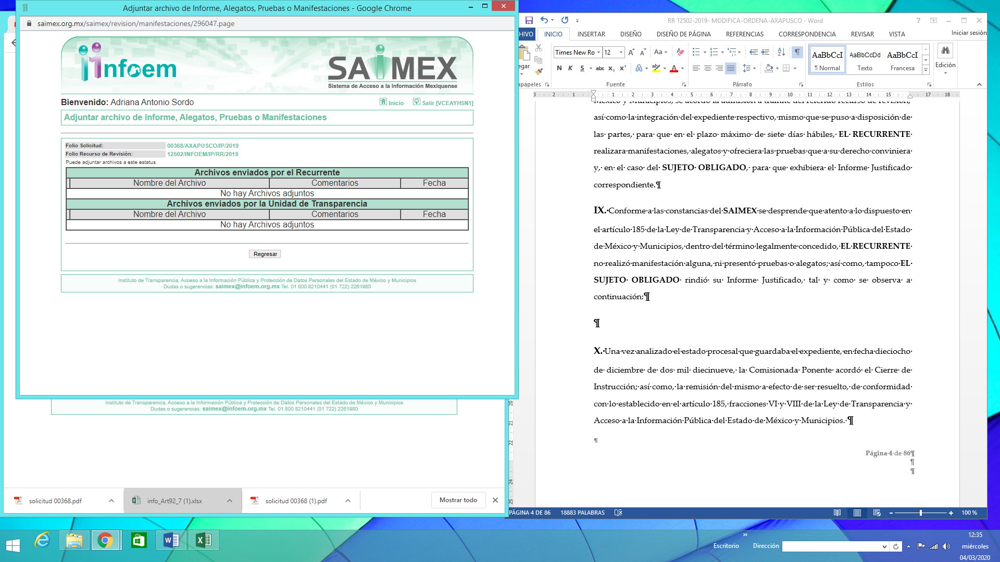 Adjuntar archivo de Informe, Alegatos, Pruebas o Manifestaciones - Google Chrome
saimex.org.mx/saimex/revision/manifestaciones/296047.page
infoem
SAIMEX
Sistema de Acceso a la Información Mexiquense
Bienvenido: Adriana Antonio Sordo
Inicio
Salir [VCEAYH5N1]
Adjuntar archivo de Informe, Alegatos, Pruebas o Manifestaciones
Folio Solicitud: 00368/AXAPUSCO/IP/2019
Folio Recurso de Revisión: 12502/INFOEM/IP/RR/2019
Puede adjuntar archivos a este estatus
Archivos enviados por el Recurrente
Nombre del Archivo Comentarios Fecha
No hay Archivos adjuntos
Archivos enviados por la Unidad de Transparencia
Nombre del Archivo Comentarios Fecha
No hay Archivos adjuntos
Regresar
Instituto de Transparencia, Acceso a la Información Pública y Protección de Datos Personales del Estado de México y Municipios
Dudas o sugerencias: saimex@infoem.org.mx Tel. 01 800 8210441 (01 722) 2261980
Instituto de Transparencia, Acceso a la Información Pública y Protección de Datos Personales del Estado de México y Municipios
Dudas o sugerencias: saimex@infoem.org.mx Tel. 01 800 8210441 (01 722) 2261980
solicitud 00368.pdf
info_Art92_7 (1).xlsx
solicitud 00368 (1).pdf
Mostrar todo
RR 12502-2019- MODIFICA-ORDENA-AXAPUSCO - Word
HIVO INICIO INSERTAR DISEÑO DISEÑO DE PÁGINA REFERENCIAS CORRESPONDENCIA REVISAR VISTA Iniciar sesión
egar
Times New Ro 12
N K S abc x₂ x²
AaBbCcI AaBbCcDd AaBbCcI
¶ Normal Texto Francesa
Edición
apapeles Fuente Párrafo Estilos
3 2 1 1 2 3 4 5 6 7 8 9 10 11 12 13 14 15 17 18
México y Municipios, se acordó la admisión a trámite del referido recurso de revisión,
así como la integración del expediente respectivo, mismo que se puso a disposición de
las partes, para que en el plazo máximo de siete días hábiles, EL RECURRENTE
realizara manifestaciones, alegatos y ofreciera las pruebas que a su derecho conviniera
y, en el caso del SUJETO OBLIGADO, para que exhibiera el Informe Justificado
correspondiente.¶
IX. Conforme a las constancias del SAIMEX se desprende que atento a lo dispuesto en
el artículo 185 de la Ley de Transparencia y Acceso a la Información Pública del Estado
de México y Municipios, dentro del término legalmente concedido, EL RECURRENTE
no realizó manifestación alguna, ni presentó pruebas o alegatos; así como, tampoco EL
SUJETO OBLIGADO rindió su Informe Justificado, tal y como se observa a
continuación:¶
¶
X. Una vez analizado el estado procesal que guardaba el expediente, en fecha dieciocho
de diciembre de dos mil diecinueve, la Comisionada Ponente acordó el Cierre de
Instrucción; así como, la remisión del mismo a efecto de ser resuelto, de conformidad
con lo establecido en el artículo 185, fracciones VI y VIII de la Ley de Transparencia y
Acceso a la Información Pública del Estado de México y Municipios. ¶
¶
Página 4 de 86¶
¶
¶
20
21
22
24
25
PÁGINA 4 DE 86 18883 PALABRAS
100 %
Escritorio
Dirección
12:35
miércoles
04/03/2020